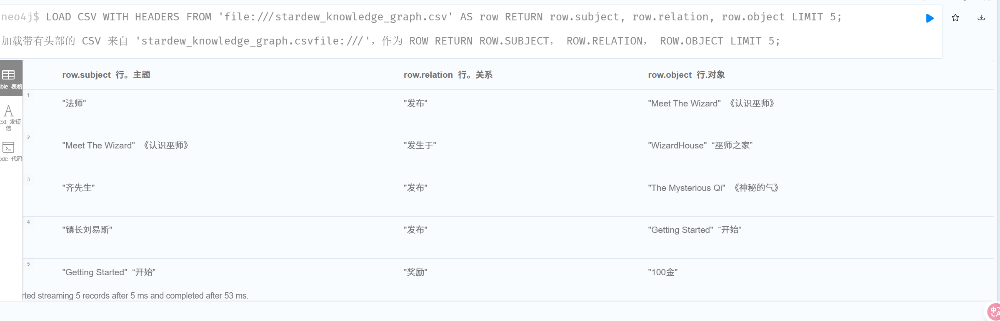 neo4j$ LOAD CSV WITH HEADERS FROM 'file:///stardew_knowledge_graph.csv' AS row RETURN row.subject, row.relation, row.object LIMIT 5;
加载带有头部的 CSV 来自 'stardew_knowledge_graph.csvfile:///', 作为 ROW RETURN ROW.SUBJECT, ROW.RELATION, ROW.OBJECT LIMIT 5;
row.subject 行。主题 row.relation 行。关系 row.object 行.对象
able 表格
1 "法师" "发布" "Meet The Wizard" 《认识巫师》
ext 发短
信
2 "Meet The Wizard" 《认识巫师》 "发生于" "WizardHouse" “巫师之家”
ode 代码
3 "齐先生" "发布" "The Mysterious Qi" 《神秘的气》
4 "镇长刘易斯" "发布" "Getting Started" “开始”
5 "Getting Started" “开始” "奖励" "100金"
rted streaming 5 records after 5 ms and completed after 53 ms.